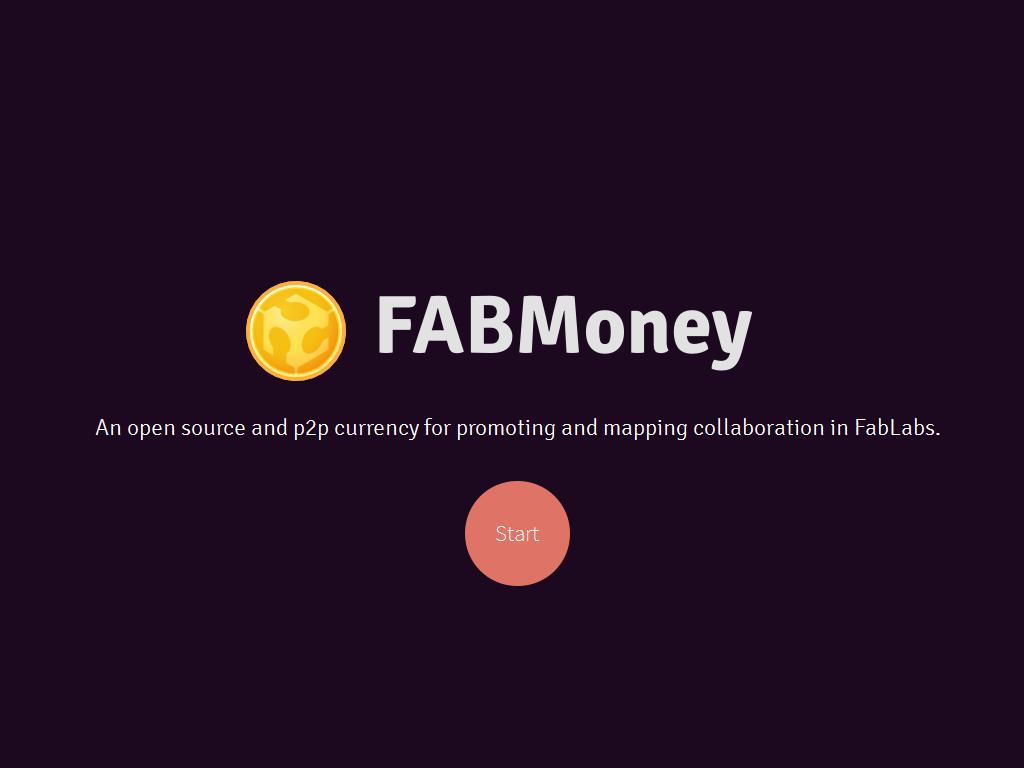 FABMoney
An open source and p2p currency for promoting and mapping collaboration in FabLabs.
Start